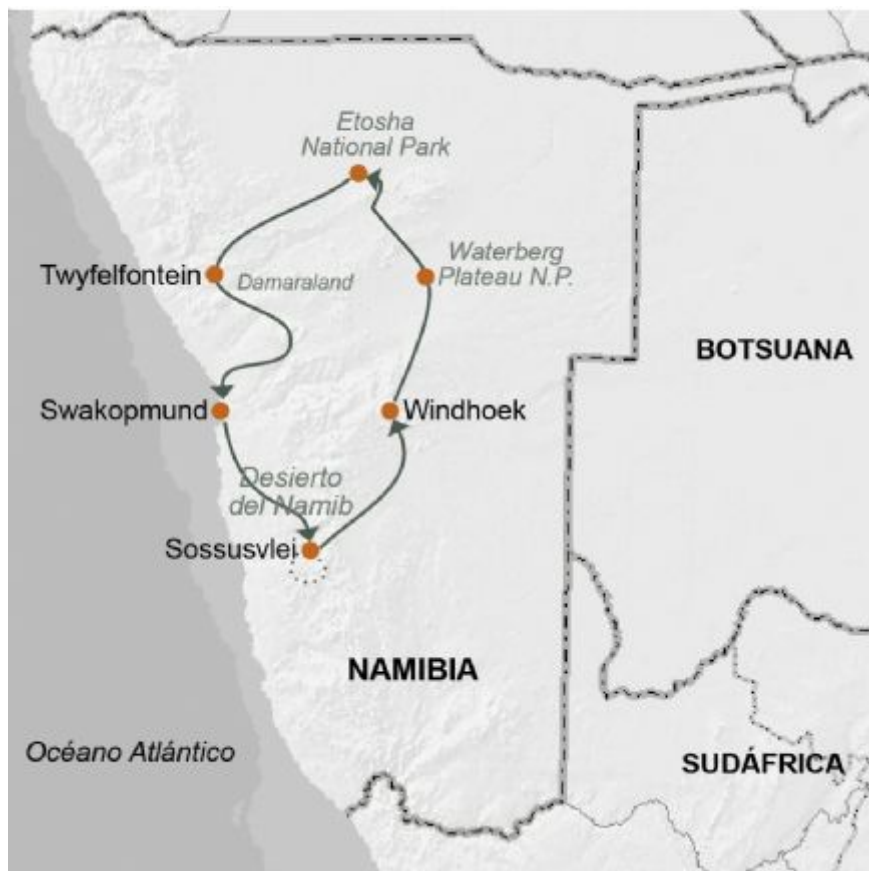 Etosha
National Park
Waterberg
Plateau N.P.
Twyfelfontein
Damaraland
BOTSUANA
Swakopmund
Windhoek
Desierto
del Namib
Sossusvlei
NAMIBIA
Océano Atlántico
SUDÁFRICA